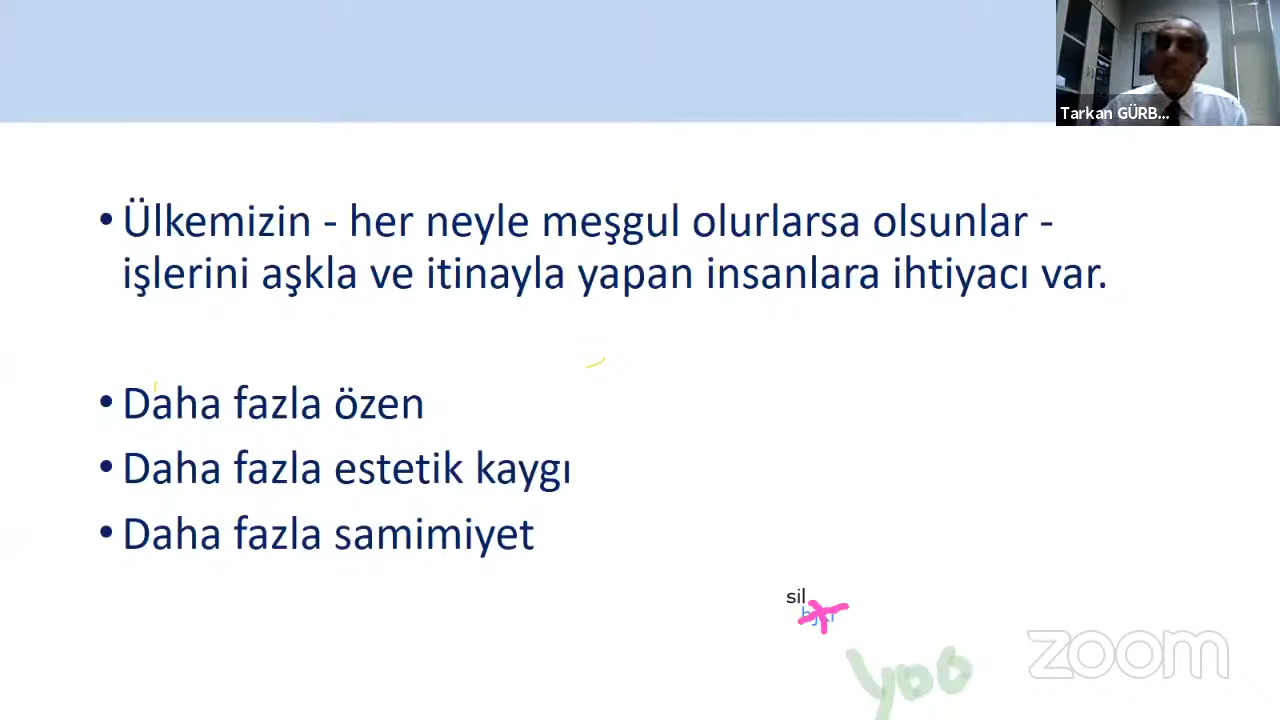 Tarkan GÜRB...
• Ülkemizin - her neyle meşgul olurlarsa olsunlar -
işlerini aşkla ve itinayla yapan insanlara ihtiyacı var.
• Daha fazla özen
• Daha fazla estetik kaygı
• Daha fazla samimiyet
sil
yoo
zoom